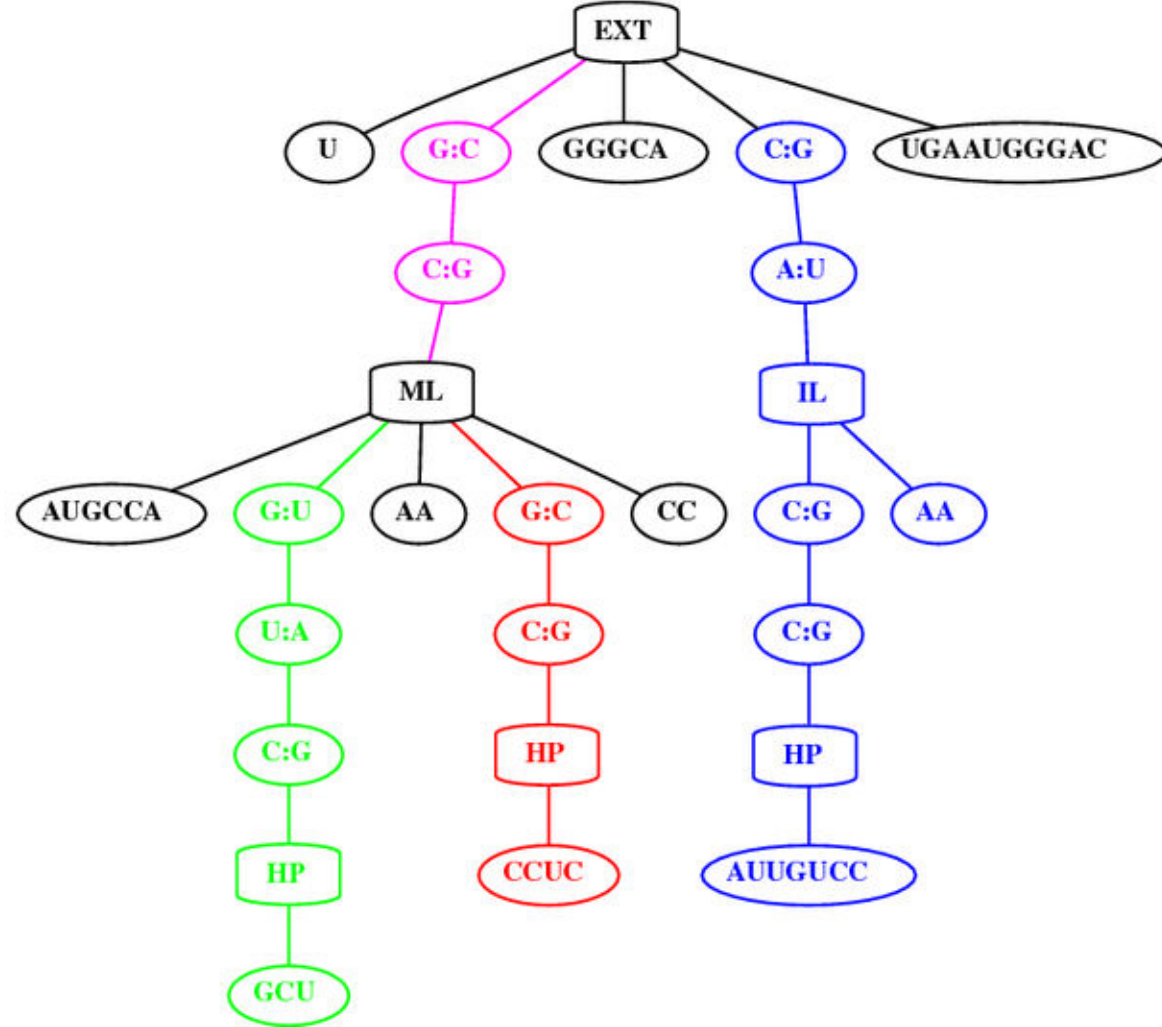 EXT
U G:C GGGCA C:G UGAAUGGGAC
C:G A:U
ML IL
AUGCCA G:U AA G:C CC C:G AA
U:A C:G C:G
C:G HP HP
HP CCUC AUUGUCC
GCU